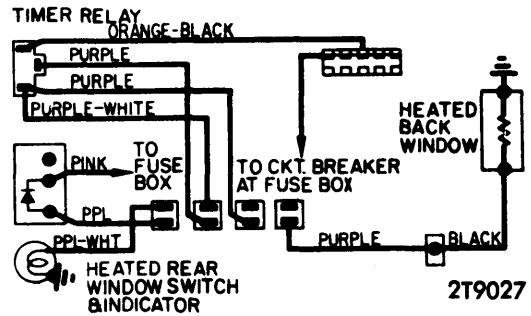 TIMER RELAY
ORANGE-BLACK
PURPLE
PURPLE
PURPLE-WHITE
HEATED
BACK
WINDOW
TO
FUSE
BOX
PINK
TO CKT. BREAKER
AT FUSE BOX
PPL
PPL-WHT
PURPLE
BLACK
HEATED REAR
WINDOW SWITCH
&INDICATOR
2T9027